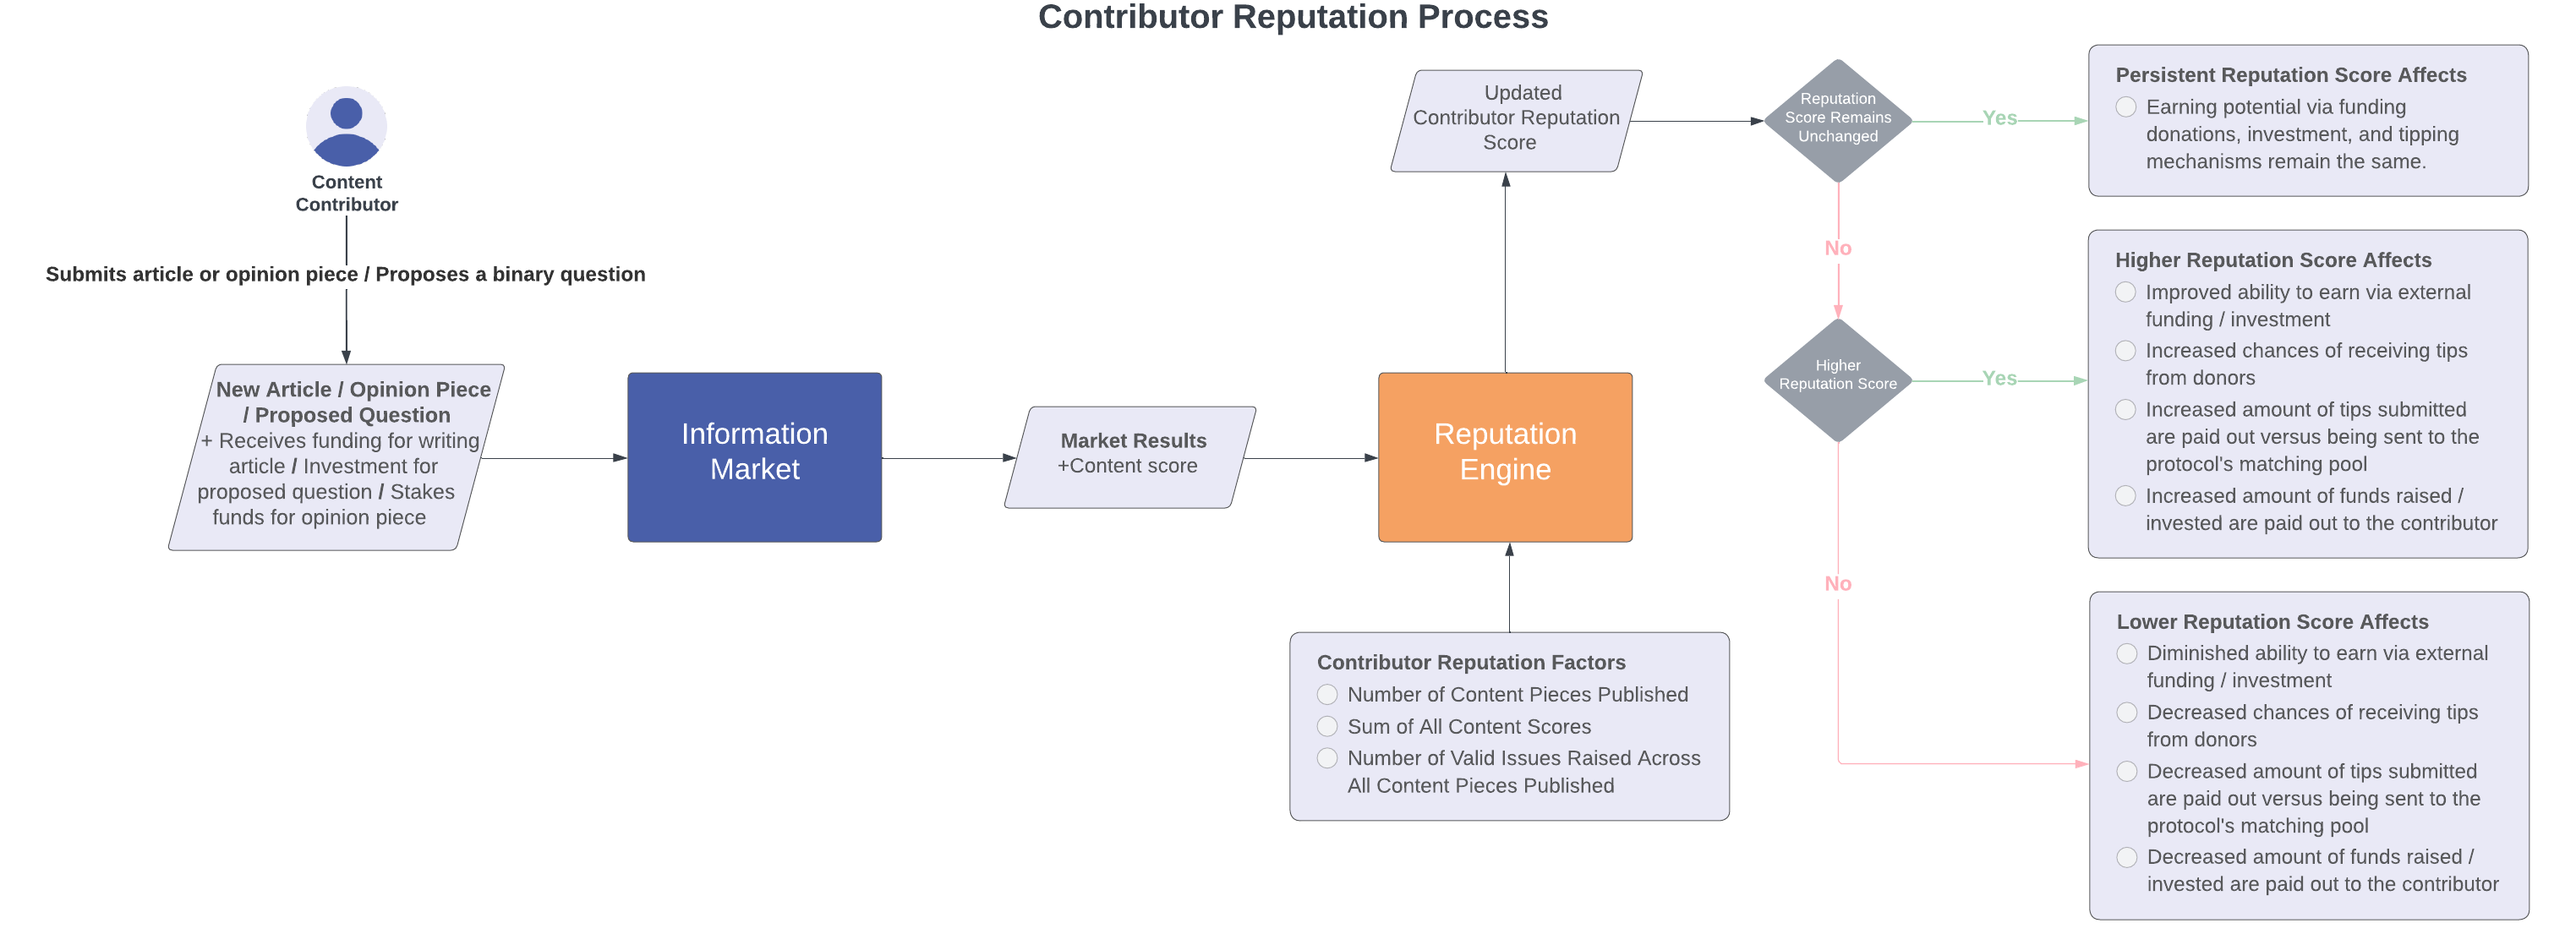 Contributor Reputation Process
Content
Contributor
Submits article or opinion piece / Proposes a binary question
New Article / Opinion Piece
/ Proposed Question
+ Receives funding for writing
article / Investment for
proposed question / Stakes
funds for opinion piece
Information
Market
Market Results
+Content score
Reputation
Engine
Contributor Reputation Factors
Number of Content Pieces Published
Sum of All Content Scores
Number of Valid Issues Raised Across
All Content Pieces Published
Updated
Contributor Reputation
Score
Reputation
Score Remains
Unchanged
Yes
No
Persistent Reputation Score Affects
Earning potential via funding
donations, investment, and tipping
mechanisms remain the same.
Higher
Reputation Score
Yes
No
Higher Reputation Score Affects
Improved ability to earn via external
funding / investment
Increased chances of receiving tips
from donors
Increased amount of tips submitted
are paid out versus being sent to the
protocol's matching pool
Increased amount of funds raised /
invested are paid out to the contributor
Lower Reputation Score Affects
Diminished ability to earn via external
funding / investment
Decreased chances of receiving tips
from donors
Decreased amount of tips submitted
are paid out versus being sent to the
protocol's matching pool
Decreased amount of funds raised /
invested are paid out to the contributor